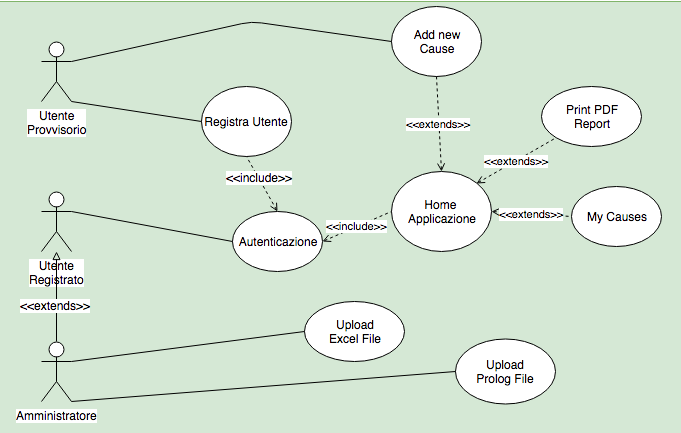 Add new
Cause
Utente
Provvisorio
Registra Utente
<<extends>>
Print PDF
Report
<<extends>>
<<include>>
Home
Applicazione
<<extends>>
My Causes
<<include>>
Autenticazione
Utente
Registrato
<<extends>>
Upload
Excel File
Upload
Prolog File
Amministratore